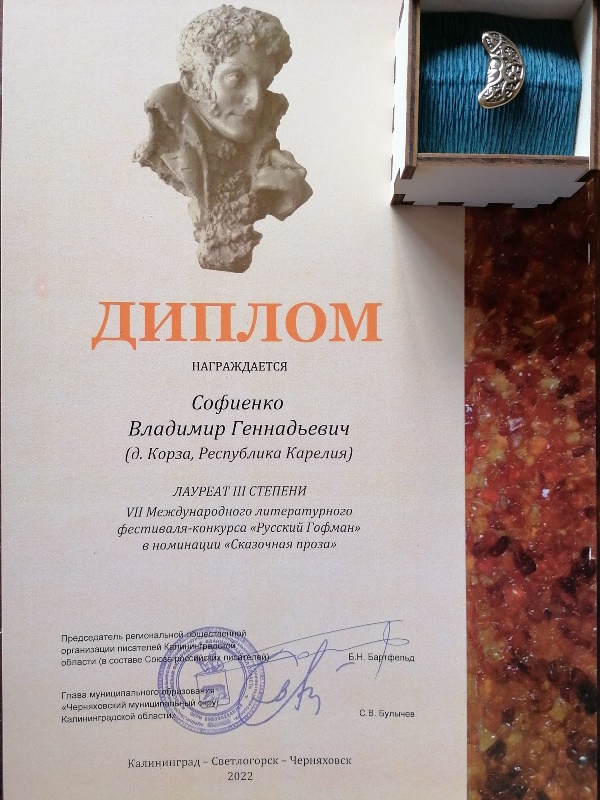 ДИПЛОМ
НАГРАЖДАЕТСЯ
Софиенко
Владимир Геннадьевич
(д. Корза, Республика Карелия)
ЛАУРЕАТ III СТЕПЕНИ
VII Международного литературного
фестиваля-конкурса «Русский Гофман»
в номинации «Сказочная проза»
Председатель региональной общественной
организации писателей Калининградской
области (в составе Союза российских писателей)
Б.Н. Бартфельд
Глава муниципального образования
«Черняховский муниципальный округ
Калининградской области»
С.В. Булычев
Калининград – Светлогорск – Черняховск
2022